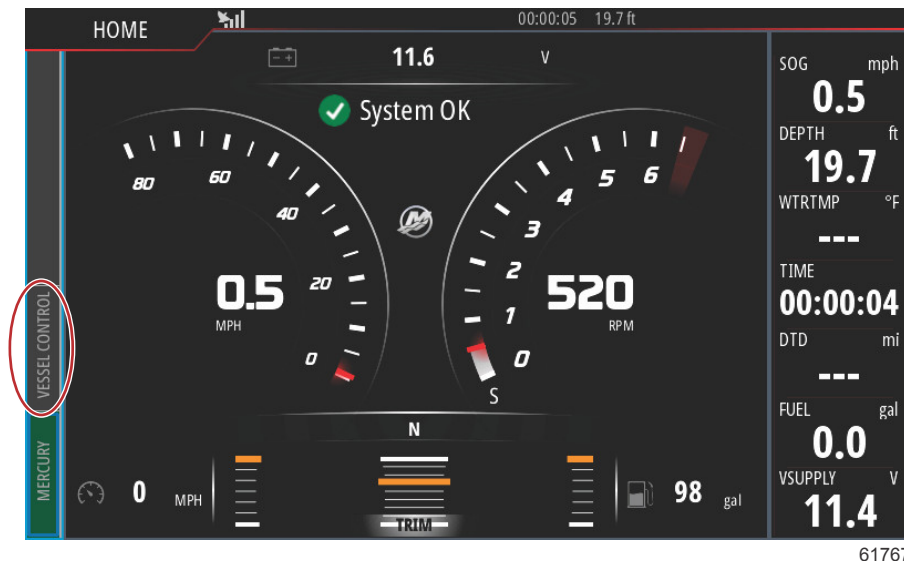 HOME
00:00:05 19.7 ft
11.6 V
System OK
80 60 40 20 0
0.5
MPH
0 1 2 3 4 5 6
520
RPM
S
N
0 MPH
TRIM
98 gal
VESSEL CONTROL
MERCURY
SOG mph
0.5
DEPTH ft
19.7
WTRTMP °F
---
TIME
00:00:04
DTD mi
---
FUEL gal
0.0
VSUPPLY V
11.4
61767